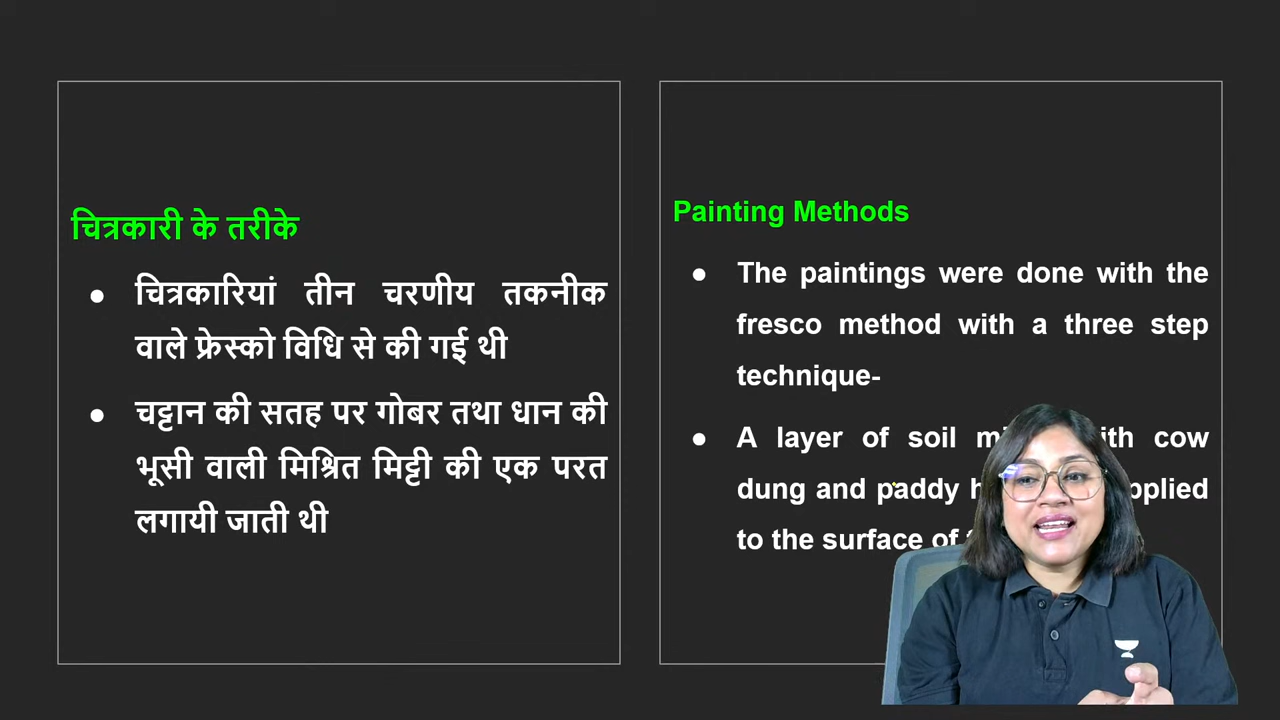 चित्रकारी के तरीके
● चित्रकारियां तीन चरणीय तकनीक
वाले फ्रेस्को विधि से की गई थी
● चट्टान की सतह पर गोबर तथा धान की
भूसी वाली मिश्रित मिट्टी की एक परत
लगायी जाती थी
Painting Methods
● The paintings were done with the
fresco method with a three step
technique-
● A layer of soil cow
dung and paddy
to the surface of